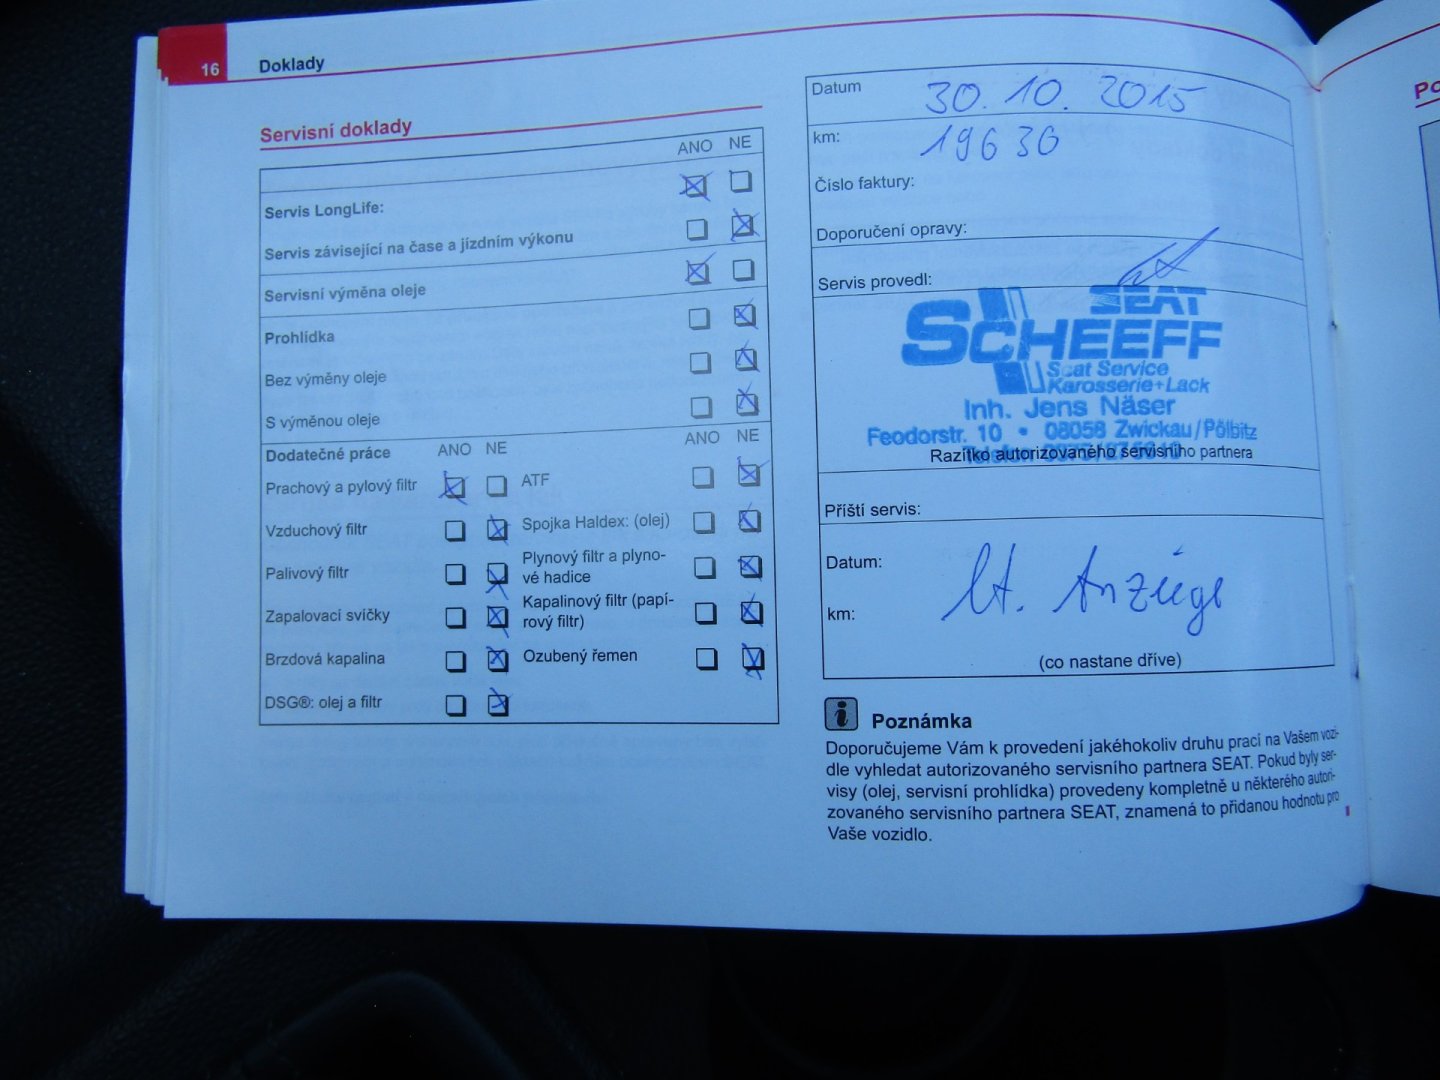 16 Doklady
Servisní doklady
ANO NE
Servis LongLife:
Servis závisející na čase a jízdním výkonu
Servisní výměna oleje
Prohlídka
Bez výměny oleje
S výměnou oleje
Dodatečné práce ANO NE ANO NE
Prachový a pylový filtr
ATF
Vzduchový filtr
Spojka Haldex: (olej)
Palivový filtr
Plynový filtr a plyno-
vé hadice
Zapalovací svíčky
Kapalinový filtr (papí-
rový filtr)
Brzdová kapalina
Ozubený řemen
DSG®: olej a filtr
Datum 30. 10. 2015
km: 19630
Číslo faktury:
Doporučení opravy:
Servis provedl:
SEAT
SCHEEFF
Seat Service
Karosserie+Lack
Inh. Jens Näser
Feodorstr. 10 • 08058 Zwickau/Pölbitz
Telefon
Razítko autorizovaného servisního partnera
Příští servis:
Datum:
lt. Anzeige
km:
(co nastane dříve)
i Poznámka
Doporučujeme Vám k provedení jakéhokoliv druhu prací na Vašem vozi-
dle vyhledat autorizovaného servisního partnera SEAT. Pokud byly ser-
visy (olej, servisní prohlídka) provedeny kompletně u některého autori-
zovaného servisního partnera SEAT, znamená to přidanou hodnotu pro
Vaše vozidlo.
Po